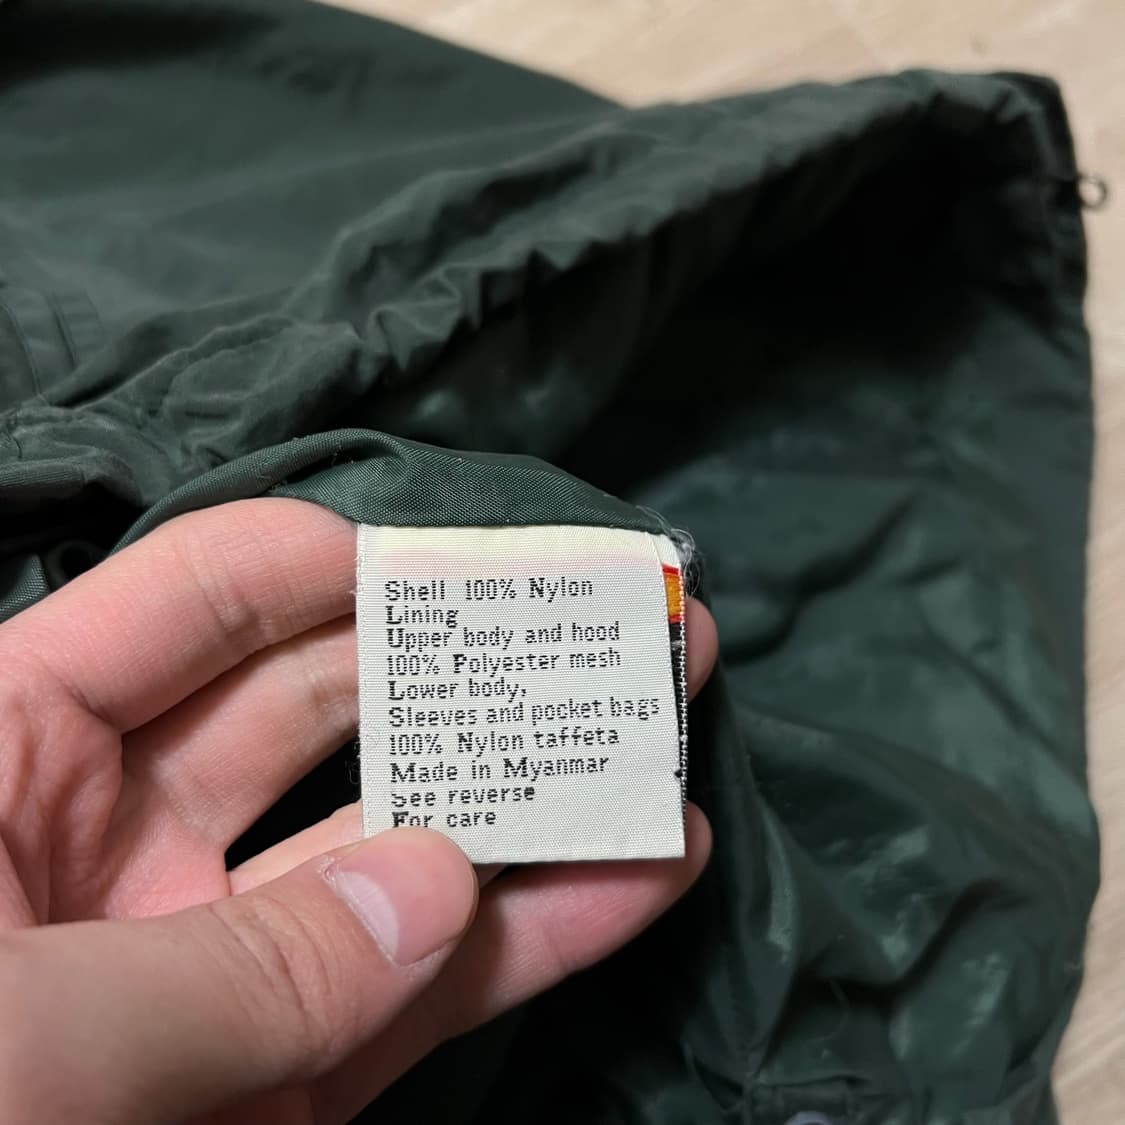 Shell 100% Nylon
Lining
Upper body and hood
100% Polyester mesh
Lower body,
Sleeves and pocket bags
100% Nylon taffeta
Made in Myanmar
See reverse
For care